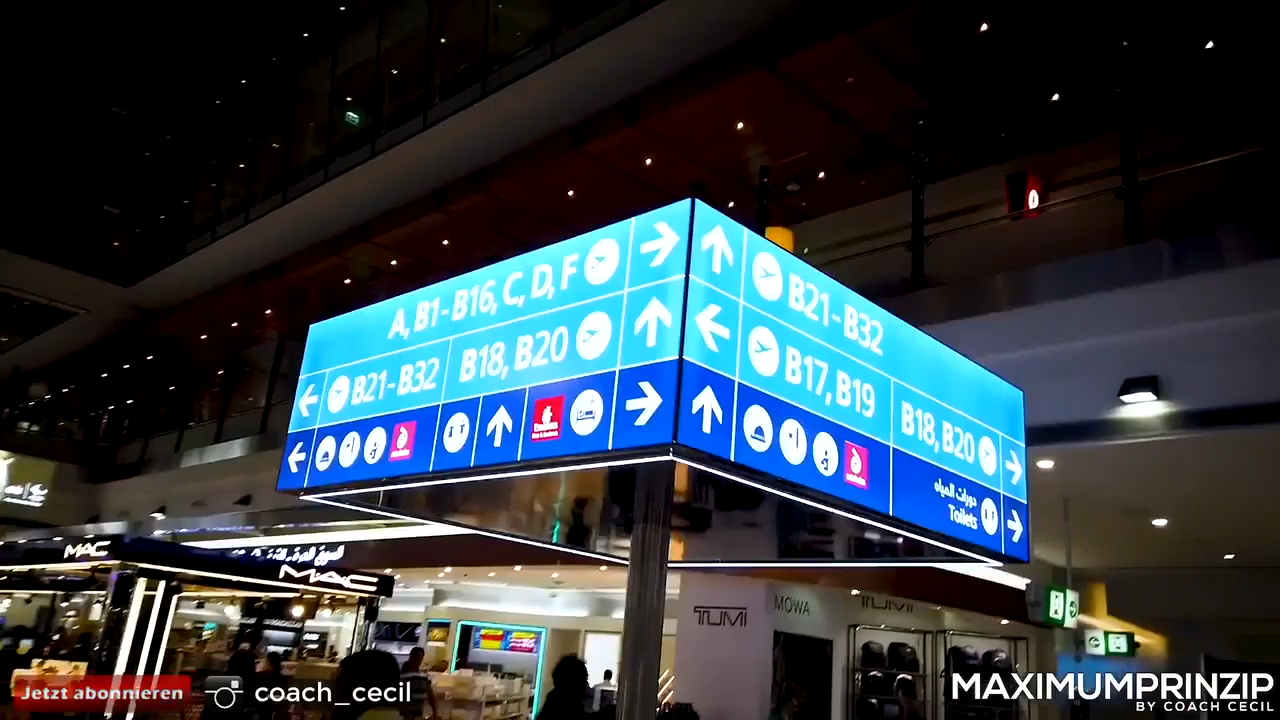 A, B1-B16, C, D, F
B21-B32
B18, B20
Emirates
B21-B32
B17, B19
B18, B20
دورات المياه
Toilets
MAC
MAC
TUMI
MOWA
TUMI
Jetzt abonnieren
coach_cecil
MAXIMUMPRINZIP
BY COACH CECIL